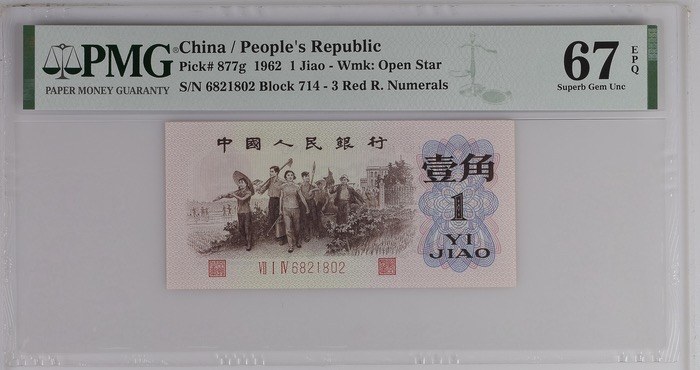 PMG
PAPER MONEY GUARANTY
China / People's Republic
Pick# 877g 1962 1 Jiao - Wmk: Open Star
S/N 6821802 Block 714 - 3 Red R. Numerals
67 EPQ
Superb Gem Unc
中國人民銀行
壹角
1
YI
JIAO
VII I IV 6821802